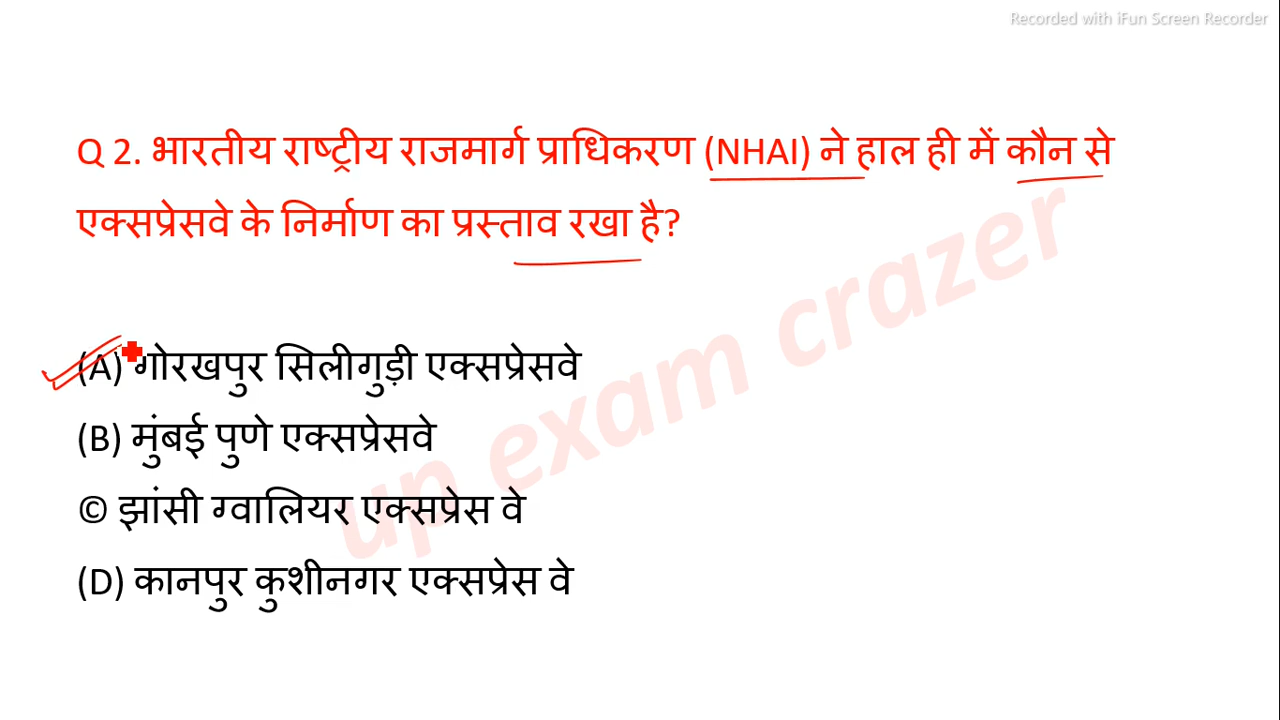 Recorded with iFun Screen Recorder
Q 2. भारतीय राष्ट्रीय राजमार्ग प्राधिकरण (NHAI) ने हाल ही में कौन से
एक्सप्रेसवे के निर्माण का प्रस्ताव रखा है?
(A) गोरखपुर सिलीगुड़ी एक्सप्रेसवे
(B) मुंबई पुणे एक्सप्रेसवे
© झांसी ग्वालियर एक्सप्रेस वे
(D) कानपुर कुशीनगर एक्सप्रेस वे
up exam crazer